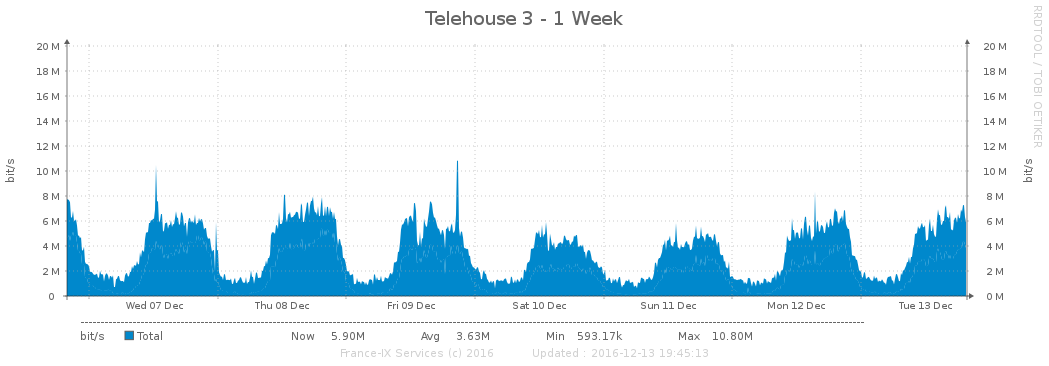 Telehouse 3 - 1 Week
RRDTOOL / TOBI OETIKER
bit/s
20 M 20 M
18 M 18 M
16 M 16 M
14 M 14 M
12 M 12 M
10 M 10 M
8 M 8 M
6 M 6 M
4 M 4 M
2 M 2 M
0 0 M
bit/s
Wed 07 Dec Thu 08 Dec Fri 09 Dec Sat 10 Dec Sun 11 Dec Mon 12 Dec Tue 13 Dec
bit/s Total Now 5.90M Avg 3.63M Min 593.17k Max 10.80M
France-IX Services (c) 2016 Updated : 2016-12-13 19:45:13